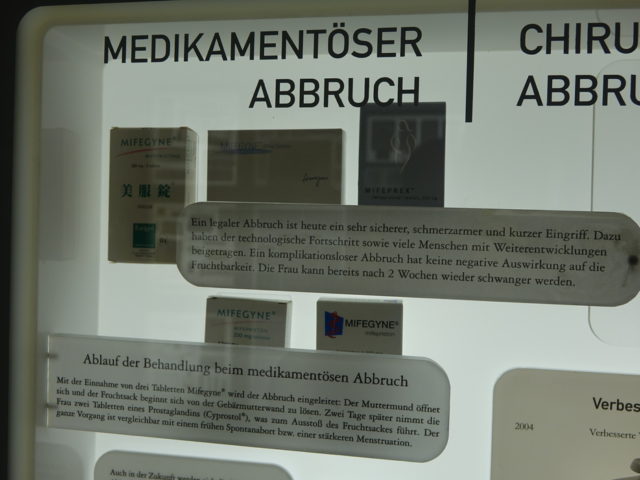 MEDIKAMENTÖSER
ABBRUCH
CHIRU
ABBRU
MIFEGYNE®
美服錠
MIFEGYNE
MIFEPREX
Ein legaler Abbruch ist heute ein sehr sicherer, schmerzarmer und kurzer Eingriff. Dazu
haben der technologische Fortschritt sowie viele Menschen mit Weiterentwicklungen
beigetragen. Ein komplikationsloser Abbruch hat keine negative Auswirkung auf die
Fruchtbarkeit. Die Frau kann bereits nach 2 Wochen wieder schwanger werden.
MIFEGYNE®
MIFEGYNE®
Ablauf der Behandlung beim medikamentösen Abbruch
Mit der Einnahme von drei Tabletten Mifegyne® wird der Abbruch eingeleitet: Der Muttermund öffnet
sich und der Fruchtsack beginnt sich von der Gebärmutterwand zu lösen. Zwei Tage später nimmt die
Frau zwei Tabletten eines Prostaglandins (Cyprostol®), was zum Ausstoß des Fruchtsackes führt. Der
ganze Vorgang ist vergleichbar mit einem frühen Spontanabort bzw. einer stärkeren Menstruation.
Verbes
2004
Verbesserte
Auch in der Zukunft werden